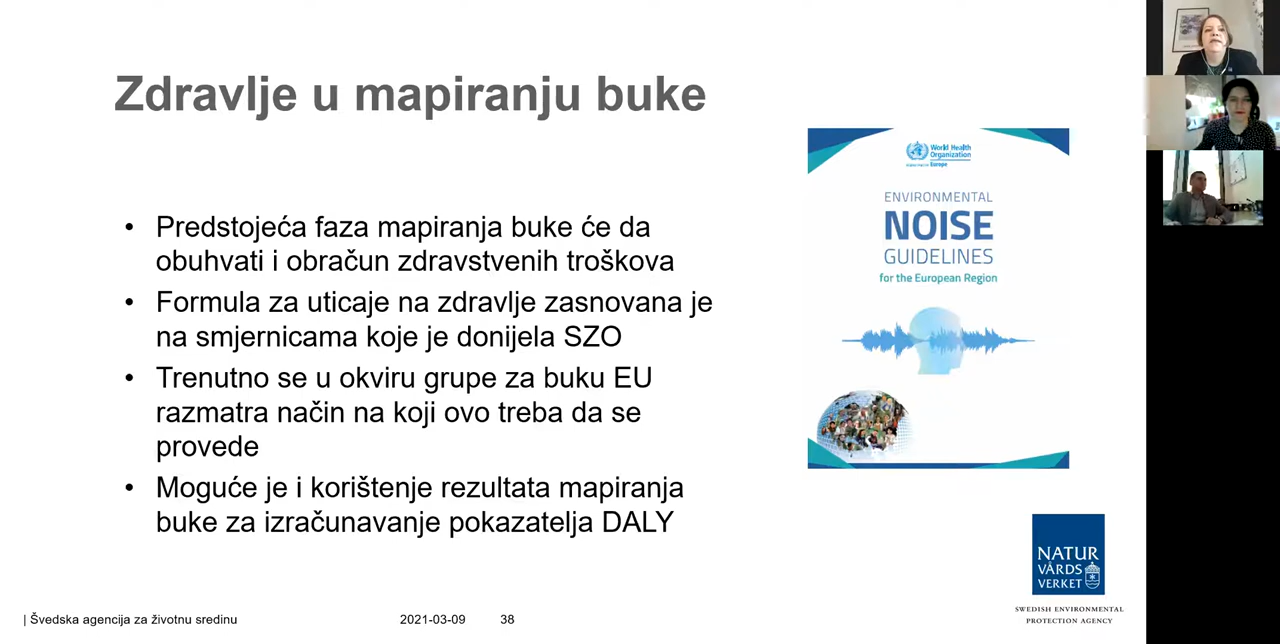 Zdravlje u mapiranju buke
• Predstojeća faza mapiranja buke će da
obuhvati i obračun zdravstvenih troškova
• Formula za uticaje na zdravlje zasnovana je
na smjernicama koje je donijela SZO
• Trenutno se u okviru grupe za buku EU
razmatra način na koji ovo treba da se
provede
• Moguće je i korištenje rezultata mapiranja
buke za izračunavanje pokazatelja DALY
World Health
Organization
Europe
ENVIRONMENTAL
NOISE
GUIDELINES
for the European Region
NATUR
VÅRDS
VERKET
SWEDISH ENVIRONMENTAL
PROTECTION AGENCY
| Švedska agencija za životnu sredinu
2021-03-09
38